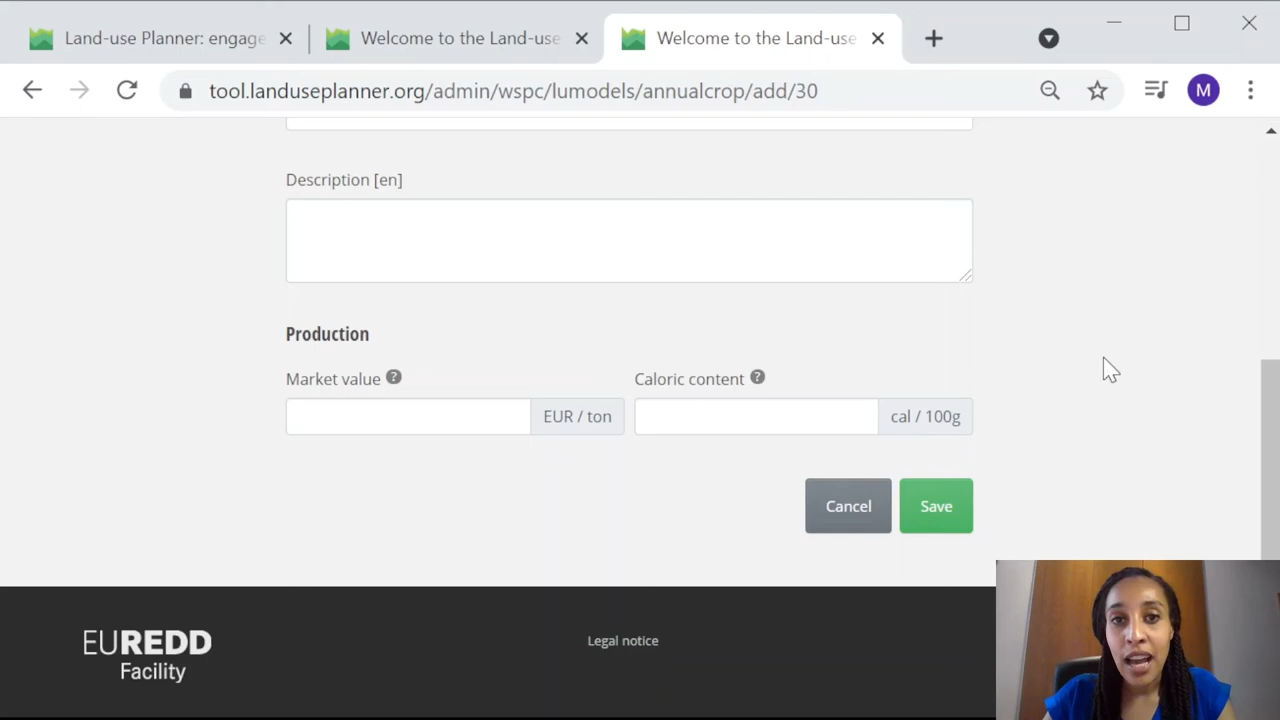 Land-use Planner: engage
Welcome to the Land-use
Welcome to the Land-use
tool.landuseplanner.org/admin/wspc/lumodels/annualcrop/add/30
M
Description [en]
Production
Market value ?
Caloric content ?
EUR / ton
cal / 100g
Cancel
Save
EUREDD
Facility
Legal notice